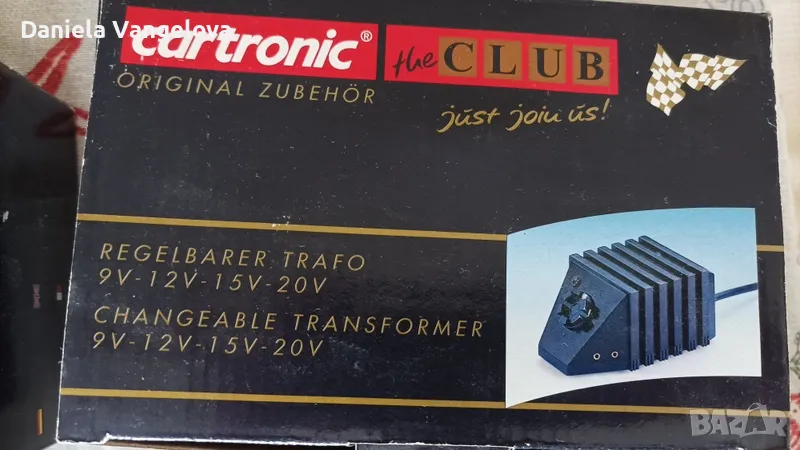 Daniela Vangelova
cartronic® the CLUB
ORIGINAL ZUBEHÖR
just join us!
REGELBARER TRAFO
9V-12V-15V-20V
CHANGEABLE TRANSFORMER
9V-12V-15V-20V
BAZAR